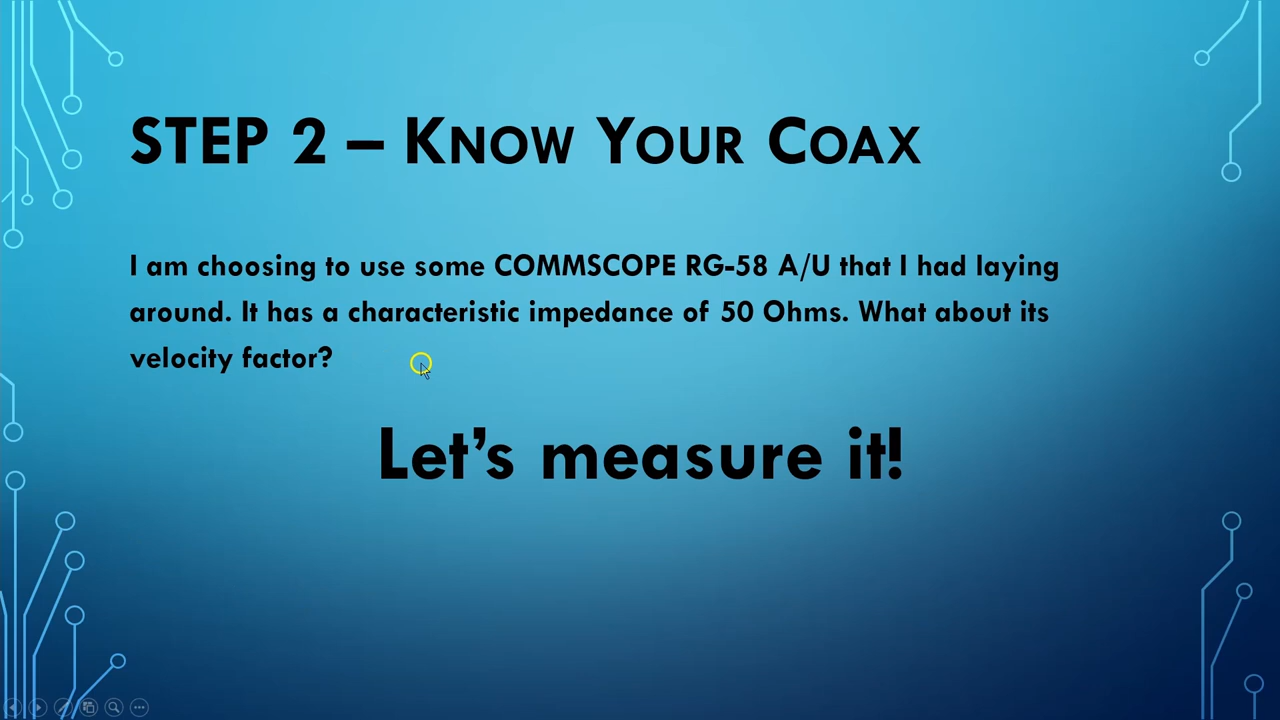 STEP 2 – KNOW YOUR COAX
I am choosing to use some COMMSCOPE RG-58 A/U that I had laying
around. It has a characteristic impedance of 50 Ohms. What about its
velocity factor?
Let’s measure it!